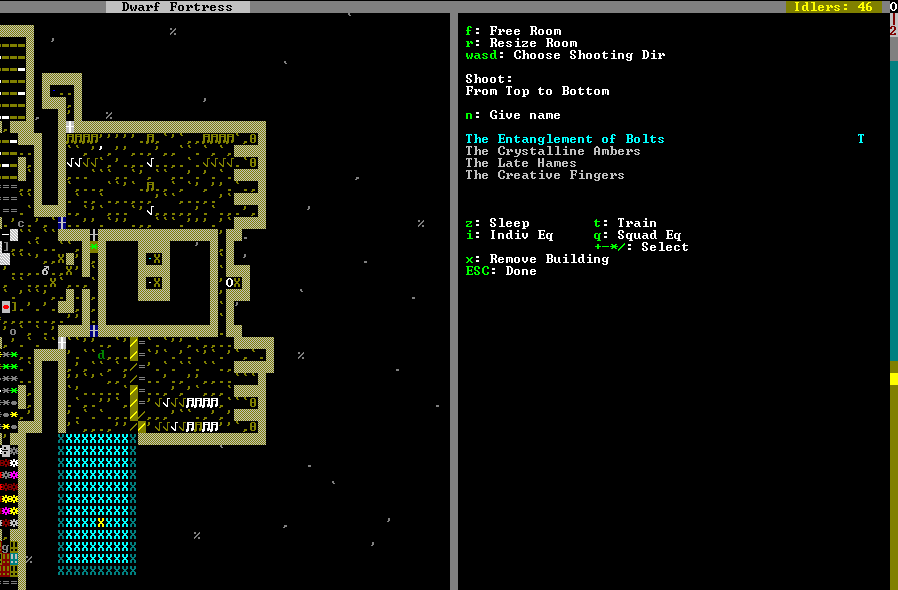 Dwarf Fortress
Idlers: 46
f: Free Room
r: Resize Room
wasd: Choose Shooting Dir
Shoot:
From Top to Bottom
n: Give name
The Entanglement of Bolts T
The Crystalline Ambers
The Late Hames
The Creative Fingers
z: Sleep t: Train
i: Indiv Eq q: Squad Eq
+-*/: Select
x: Remove Building
ESC: Done